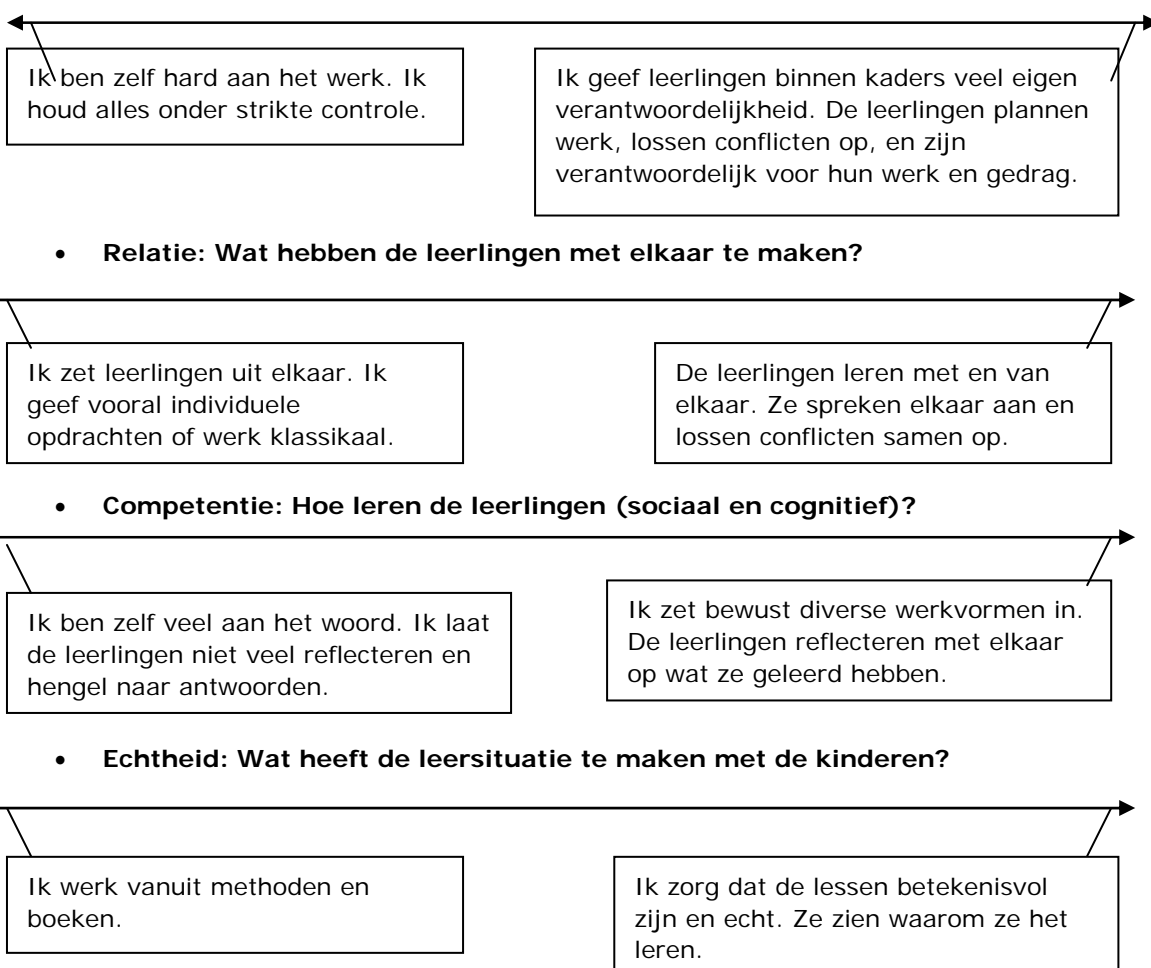 Ik ben zelf hard aan het werk. Ik
houd alles onder strikte controle.
Ik geef leerlingen binnen kaders veel eigen
verantwoordelijkheid. De leerlingen plannen
werk, lossen conflicten op, en zijn
verantwoordelijk voor hun werk en gedrag.
• Relatie: Wat hebben de leerlingen met elkaar te maken?
Ik zet leerlingen uit elkaar. Ik
geef vooral individuele
opdrachten of werk klassikaal.
De leerlingen leren met en van
elkaar. Ze spreken elkaar aan en
lossen conflicten samen op.
• Competentie: Hoe leren de leerlingen (sociaal en cognitief)?
Ik ben zelf veel aan het woord. Ik laat
de leerlingen niet veel reflecteren en
hengel naar antwoorden.
Ik zet bewust diverse werkvormen in.
De leerlingen reflecteren met elkaar
op wat ze geleerd hebben.
• Echtheid: Wat heeft de leersituatie te maken met de kinderen?
Ik werk vanuit methoden en
boeken.
Ik zorg dat de lessen betekenisvol
zijn en echt. Ze zien waarom ze het
leren.